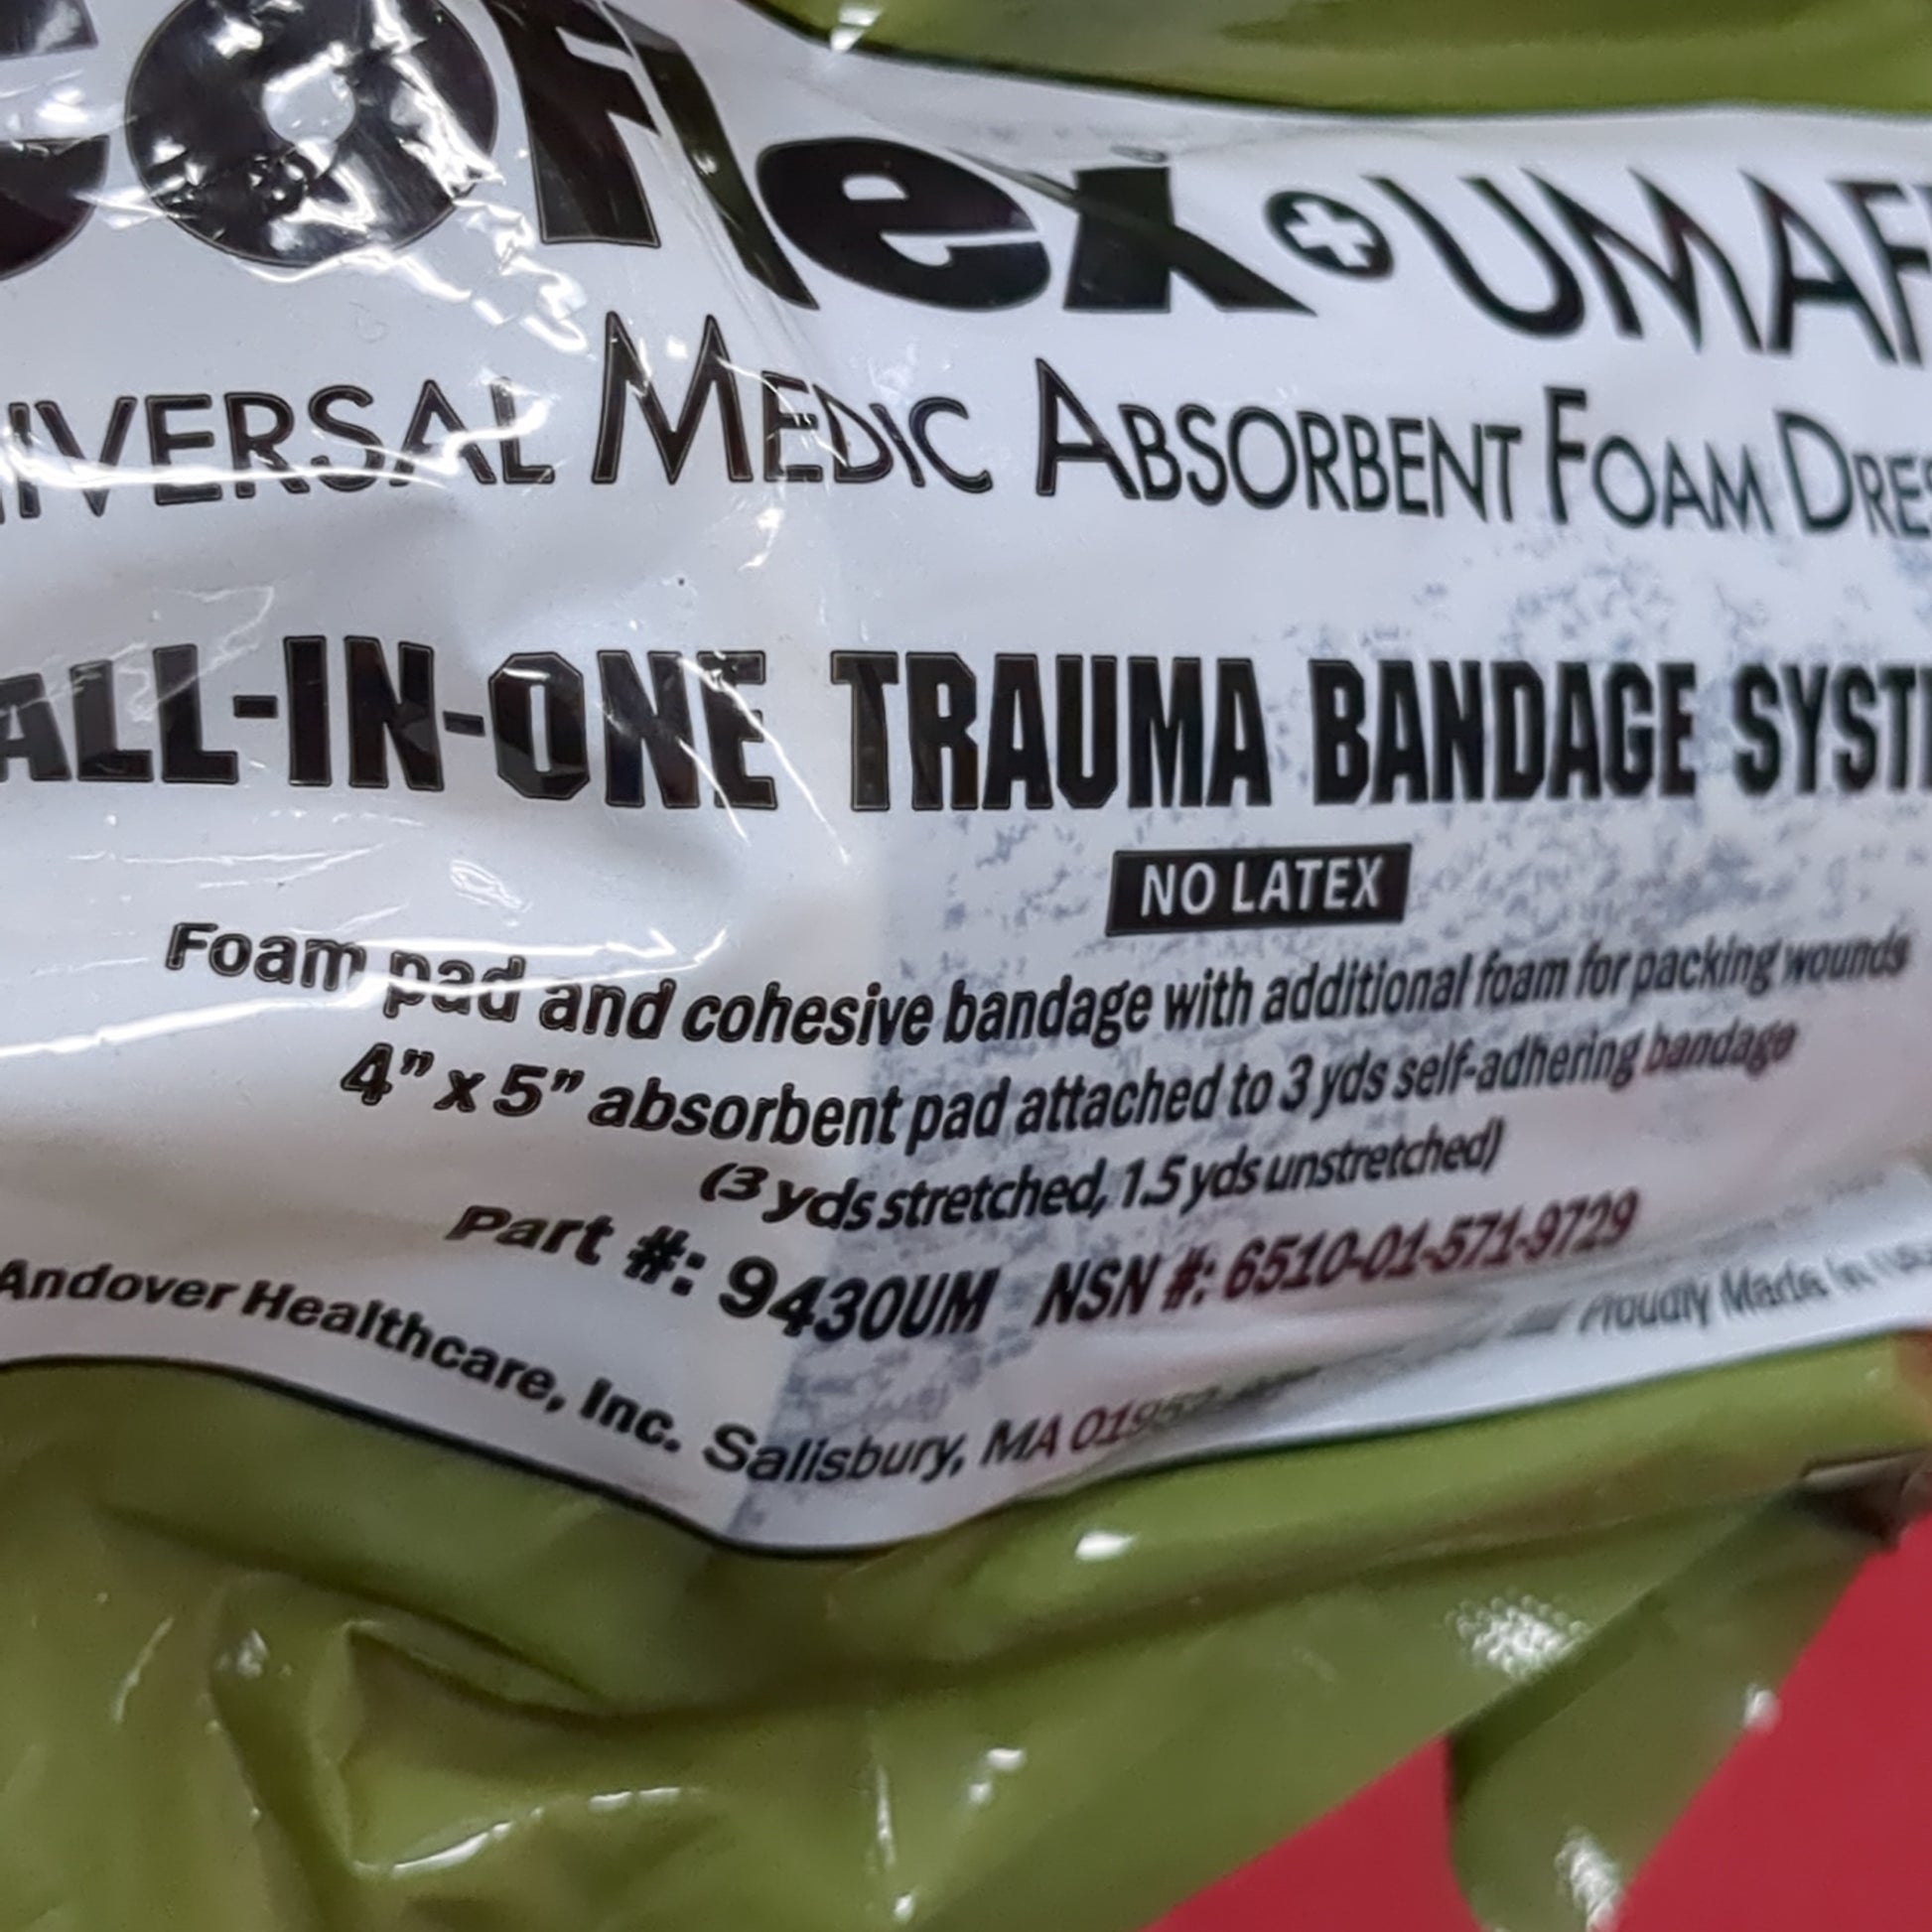 CoFlex® + UMAF
NIVERSAL MEDIC ABSORBENT FOAM DRES
ALL-IN-ONE TRAUMA BANDAGE SYST
NO LATEX
Foam pad and cohesive bandage with additional foam for packing wounds
4” x 5” absorbent pad attached to 3 yds self-adhering bandage
(3 yds stretched, 1.5 yds unstretched)
Part #: 9430UM NSN #: 6510-01-571-9729
Andover Healthcare, Inc. Salisbury, MA Proudly Made in